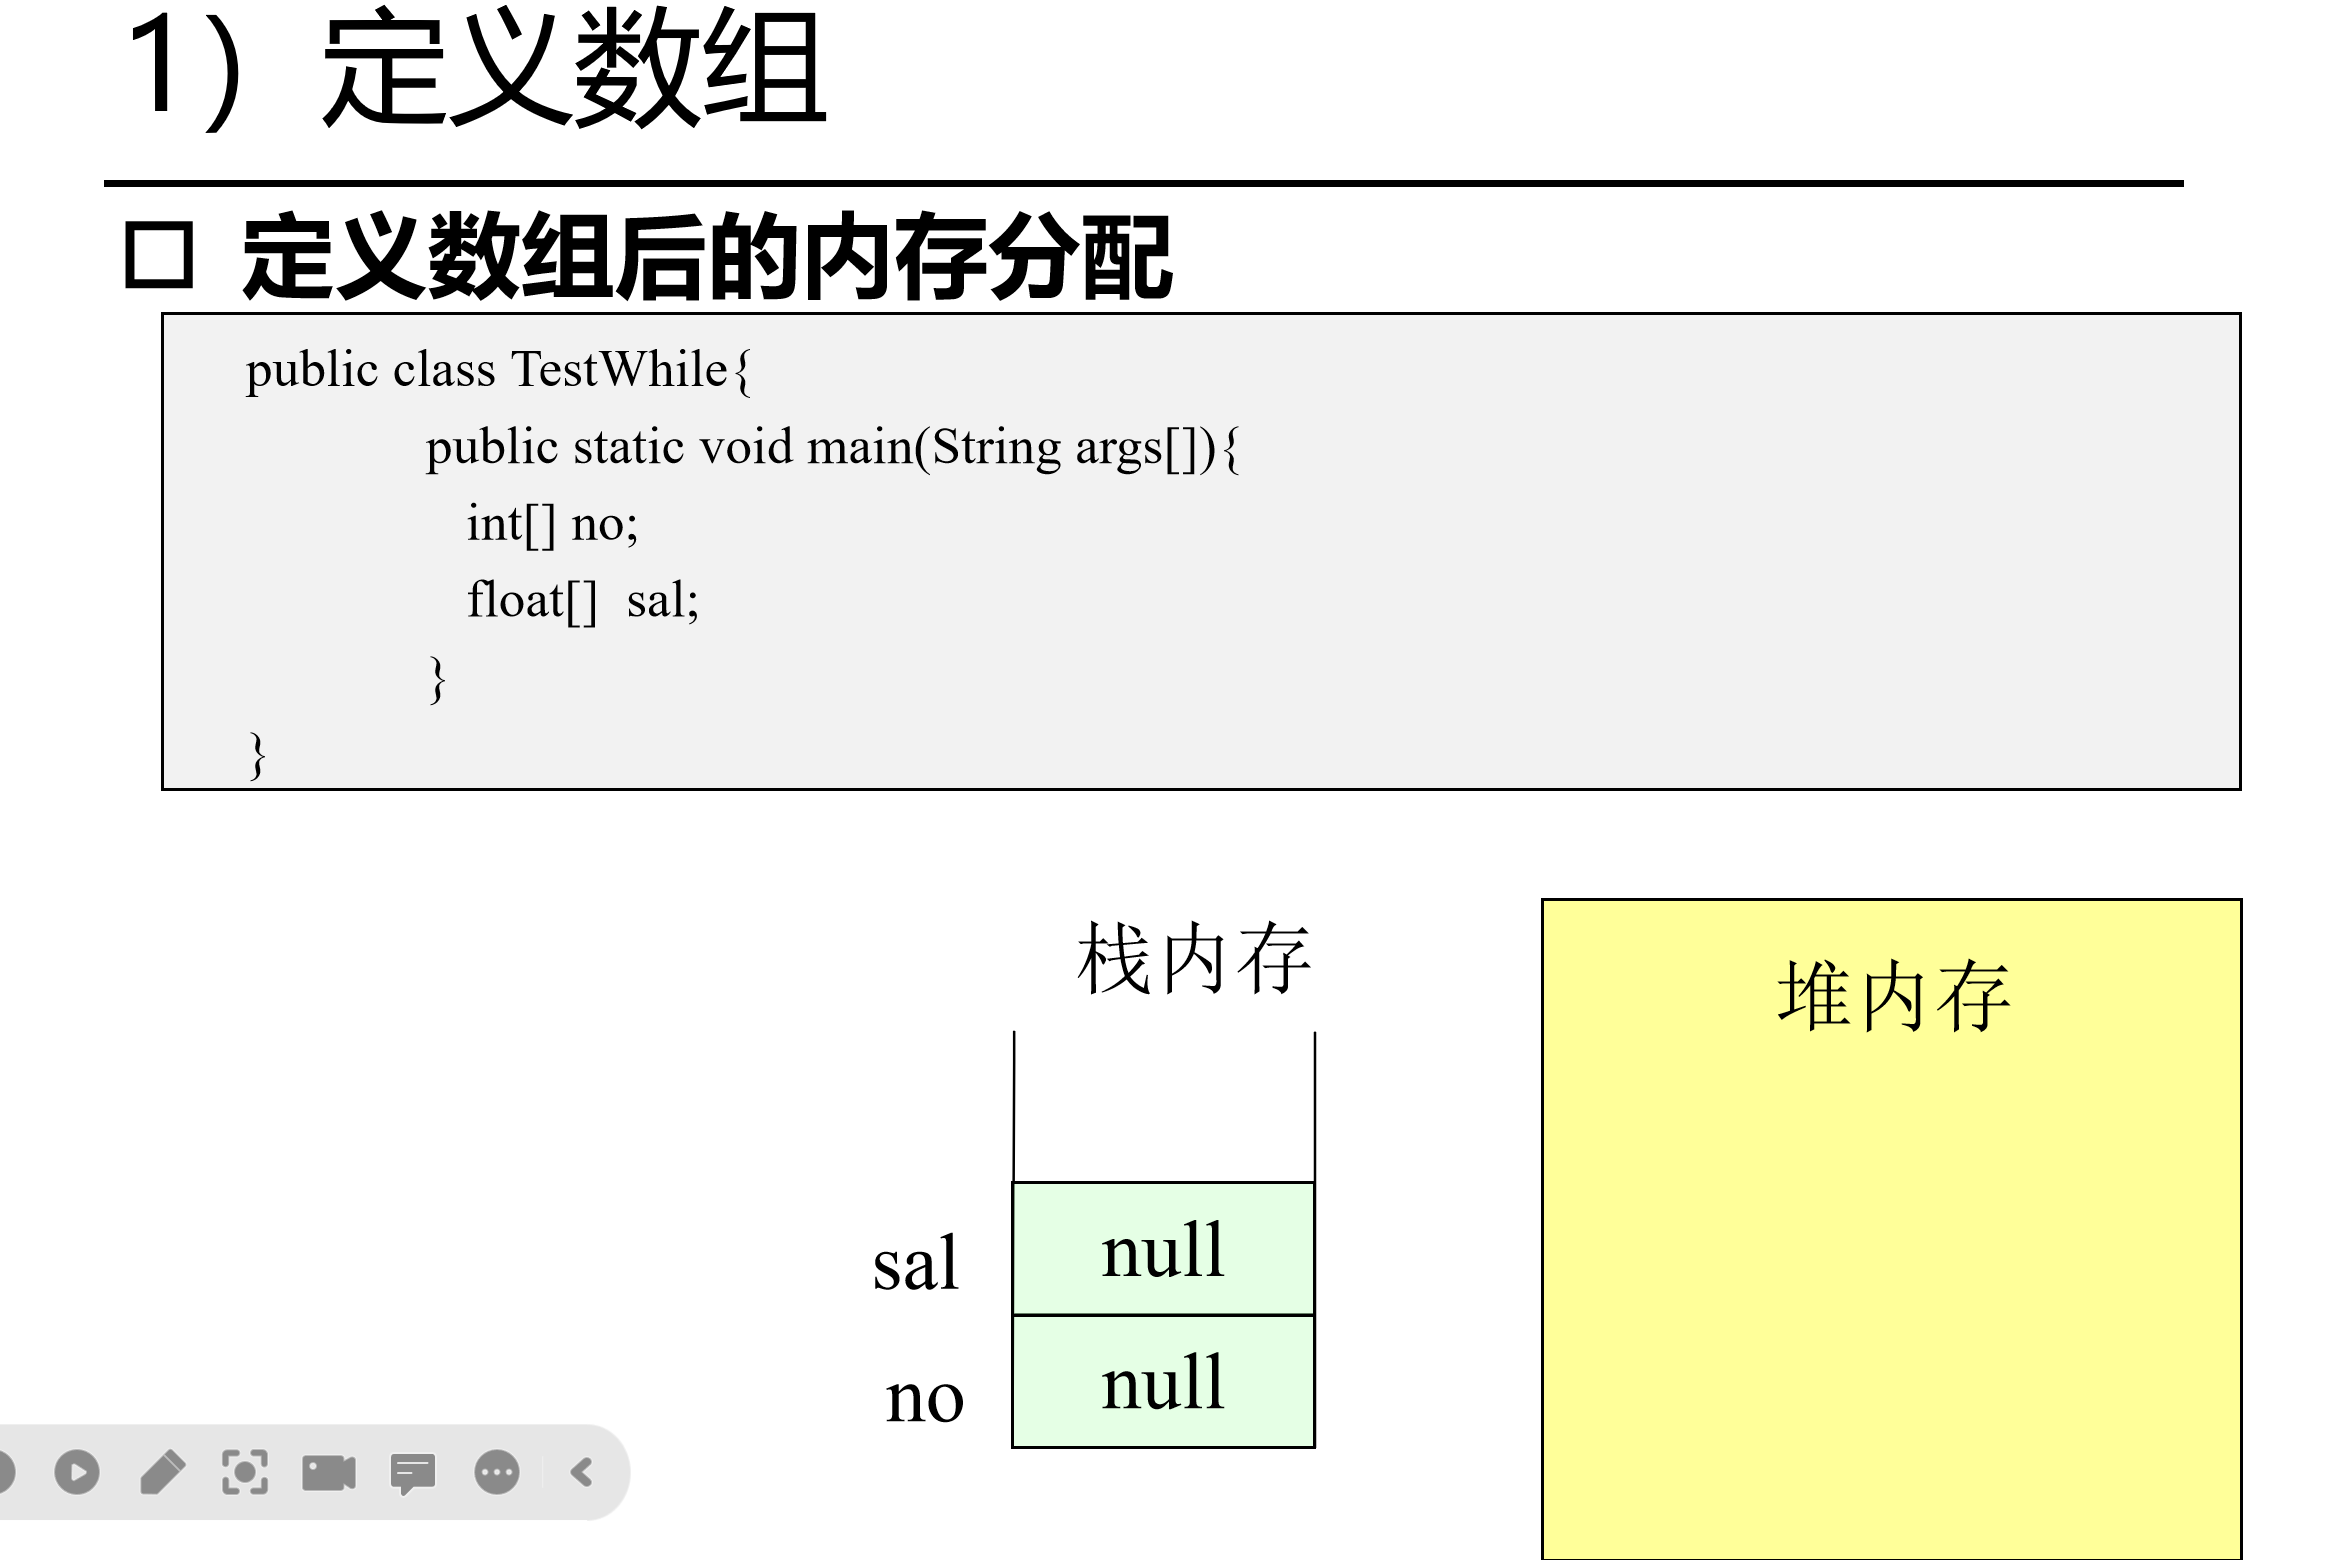 1）定义数组
定义数组后的内存分配
public class TestWhile{
public static void main(String args[]){
int[] no;
float[]  sal;
}
}
栈内存
堆内存
sal
null
no
null